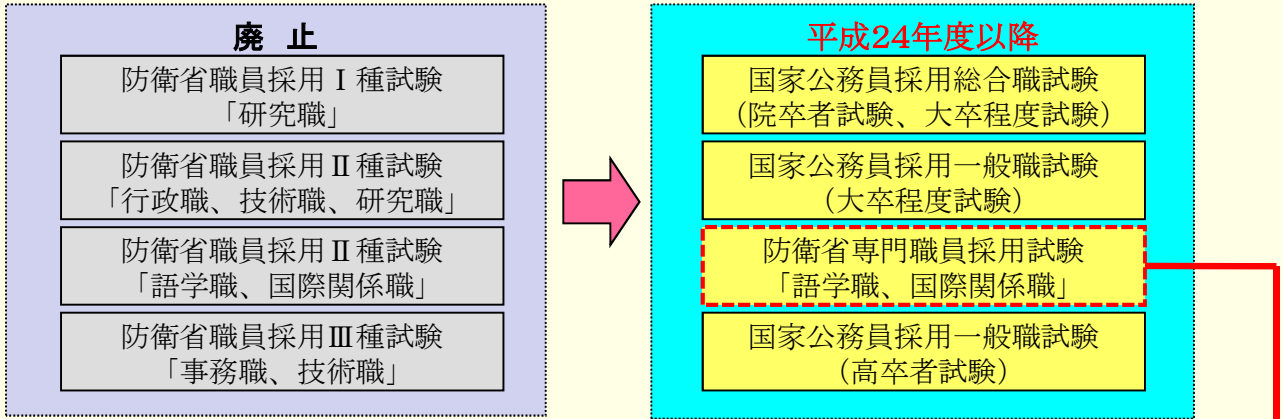 廃 止
防衛省職員採用Ⅰ種試験
「研究職」
防衛省職員採用Ⅱ種試験
「行政職、技術職、研究職」
防衛省職員採用Ⅱ種試験
「語学職、国際関係職」
防衛省職員採用Ⅲ種試験
「事務職、技術職」
平成24年度以降
国家公務員採用総合職試験
(院卒者試験、大卒程度試験)
国家公務員採用一般職試験
(大卒程度試験)
防衛省専門職員採用試験
「語学職、国際関係職」
国家公務員採用一般職試験
(高卒者試験)